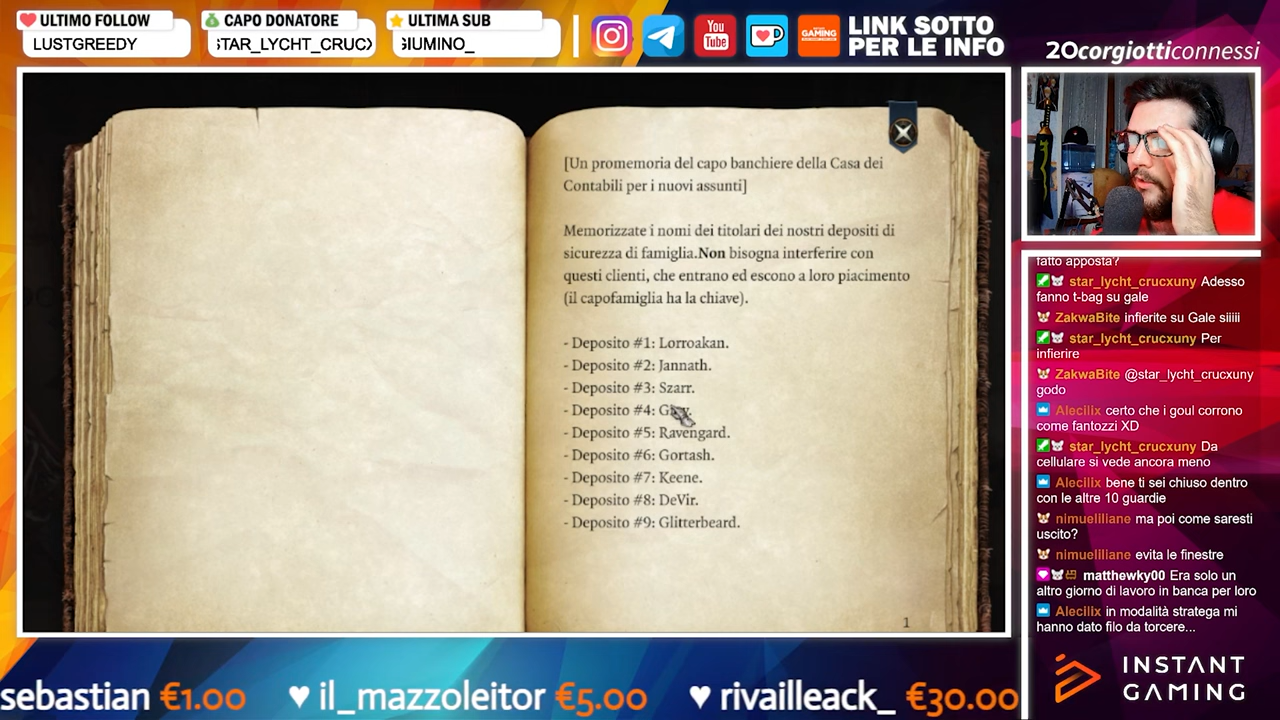 ULTIMO FOLLOW
LUSTGREEDY
CAPO DONATORE
STAR_LYCHT_CRUCX
ULTIMA SUB
GIUMINO_
You
Tube
INSTANT GAMING
LINK SOTTO
PER LE INFO
20corgiotticonnessi
[Un promemoria del capo banchiere della Casa dei
Contabili per i nuovi assunti]
Memorizzate i nomi dei titolari dei nostri depositi di
sicurezza di famiglia.Non bisogna interferire con
questi clienti, che entrano ed escono a loro piacimento
(il capofamiglia ha la chiave).
- Deposito #1: Lorroakan.
- Deposito #2: Jannath.
- Deposito #3: Szarr.
- Deposito #4:
- Deposito #5: Ravengard.
- Deposito #6: Gortash.
- Deposito #7: Keene.
- Deposito #8: DeVir.
- Deposito #9: Glitterbeard.
1
fatto apposta?
star_lycht_crucxuny Adesso
fanno t-bag su gale
ZakwaBite infierite su Gale siiiii
star_lycht_crucxuny Per
infierire
ZakwaBite @star_lycht_crucxuny
godo
Alecilix certo che i goul corrono
come fantozzi XD
star_lycht_crucxuny Da
cellulare si vede ancora meno
Alecilix bene ti sei chiuso dentro
con le altre 10 guardie
nimueliliane ma poi come saresti
uscito?
nimueliliane evita le finestre
matthewky00 Era solo un
altro giorno di lavoro in banca per loro
Alecilix in modalità stratega mi
hanno dato filo da torcere...
INSTANT
GAMING
sebastian €1.00 ♥ il_mazzoleitor €5.00 ♥ rivailleack_ €30.00